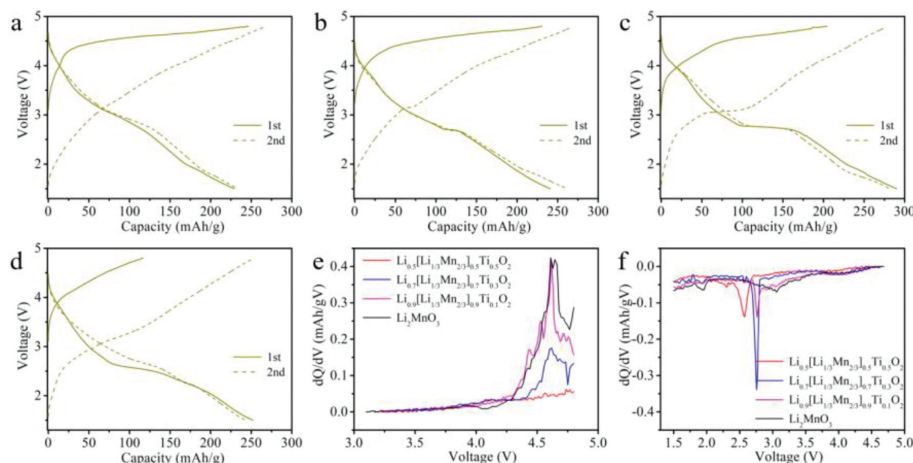 a
5
4
3
2
Voltage (V)
1st
2nd
0 50 100 150 200 250 300
Capacity (mAh/g)
b
5
4
3
2
Voltage (V)
1st
2nd
0 50 100 150 200 250 300
Capacity (mAh/g)
c
5
4
3
2
Voltage (V)
1st
2nd
0 50 100 150 200 250 300
Capacity (mAh/g)
d
5
4
3
2
Voltage (V)
1st
2nd
0 50 100 150 200 250 300
Capacity (mAh/g)
e
0.4
0.3
0.2
0.1
0.0
dQ/dV (mAh/gV)
Li₀.₅[Li₁/₃Mn₂/₃]₀.₅Ti₀.₅O₂
Li₀.₇[Li₁/₃Mn₂/₃]₀.₇Ti₀.₃O₂
Li₀.₉[Li₁/₃Mn₂/₃]₀.₉Ti₀.₁O₂
Li₂MnO₃
3.0 3.5 4.0 4.5 5.0
Voltage (V)
f
0.0
-0.1
-0.2
-0.3
-0.4
dQ/dV (mAh/gV)
Li₀.₅[Li₁/₃Mn₂/₃]₀.₅Ti₀.₅O₂
Li₀.₇[Li₁/₃Mn₂/₃]₀.₇Ti₀.₃O₂
Li₀.₉[Li₁/₃Mn₂/₃]₀.₉Ti₀.₁O₂
Li₂MnO₃
1.5 2.0 2.5 3.0 3.5 4.0 4.5 5.0
Voltage (V)